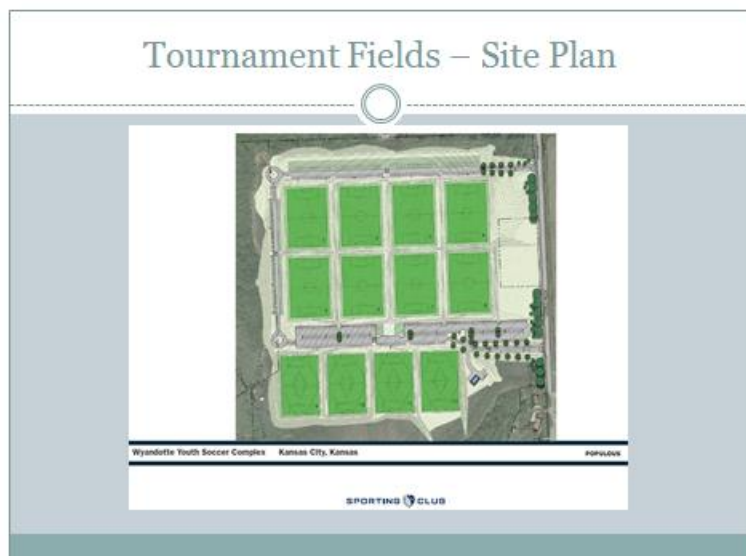 Tournament Fields – Site Plan
Wyandotte Youth Soccer Complex Kansas City, Kansas POPULOUS
SPORTING CLUB